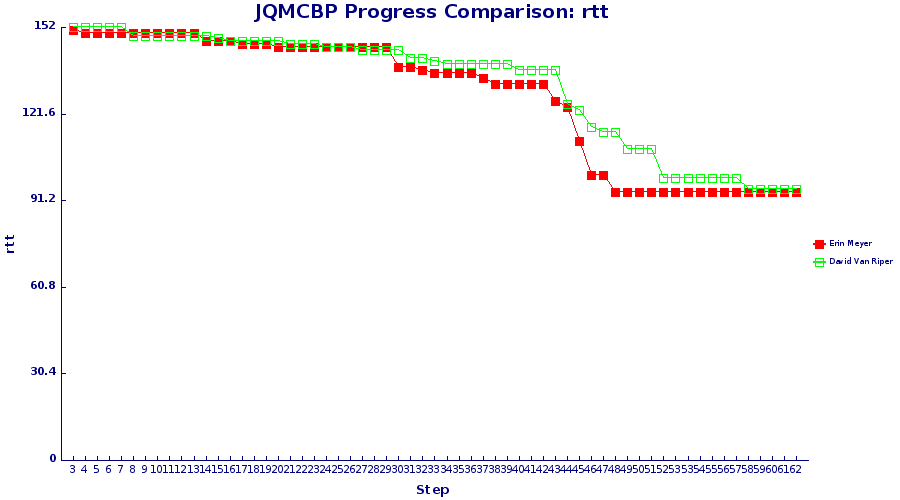 JQMCBP Progress Comparison: rtt
152
121.6
91.2
60.8
30.4
0
rtt
3 4 5 6 7 8 9 10 11 12 13 14 15 16 17 18 19 20 21 22 23 24 25 26 27 28 29 30 31 32 33 34 35 36 37 38 39 40 41 42 43 44 45 46 47 48 49 50 51 52 53 54 55 56 57 58 59 60 61 62
Step
Erin Meyer
David Van Riper